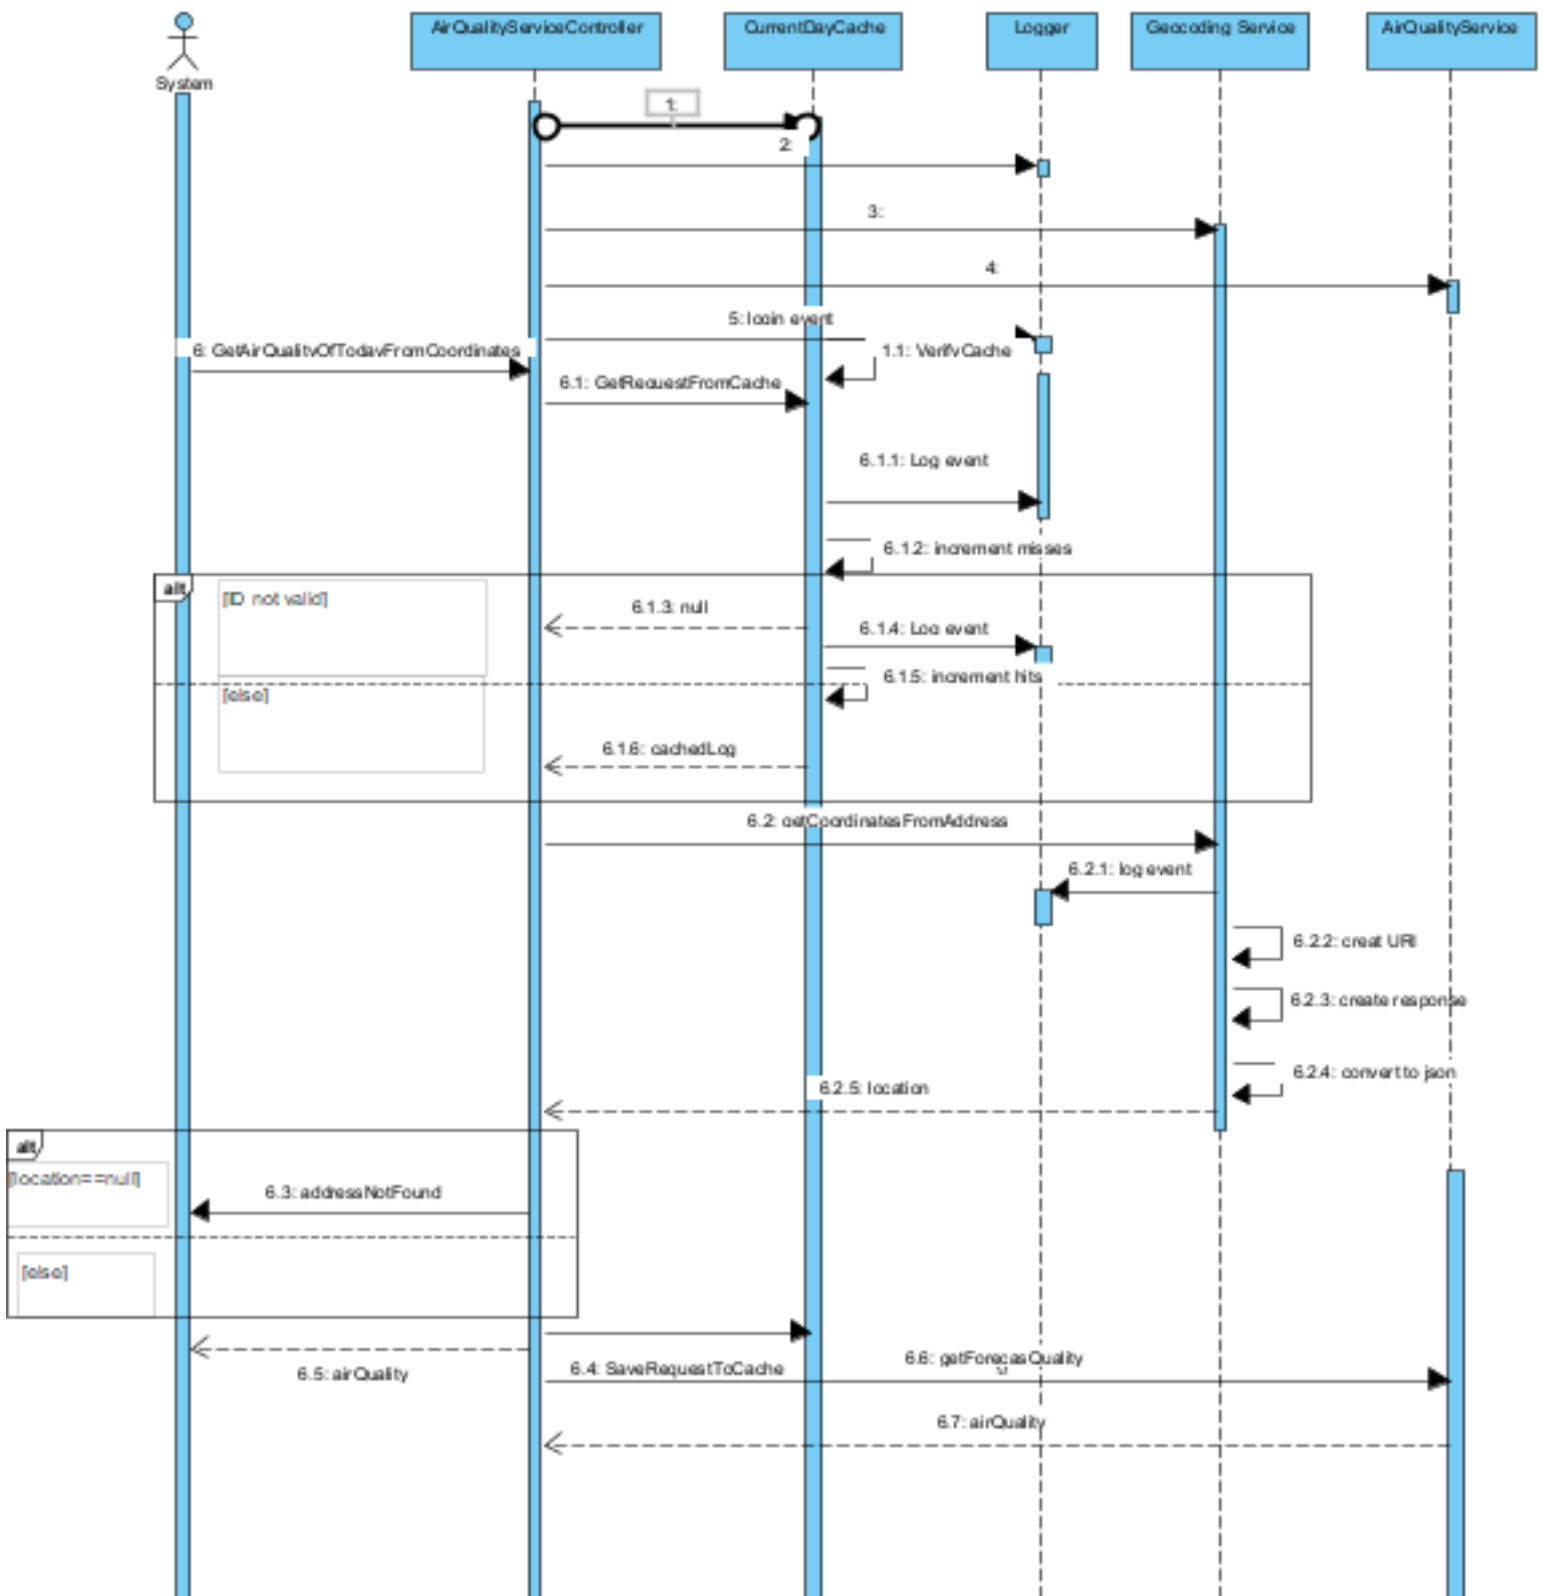 System
AirQualityServiceController
CurrentDayCache
Logger
Geocoding Service
AirQualityService
1:
2:
3:
4:
5: login event
6: GetAirQualityOfTodayFromCoordinates
1.1: VerifyCache
6.1: GetRequestFromCache
6.1.1: Log event
6.1.2: increment misses
alt
[ID not valid]
6.1.3: null
6.1.4: Log event
6.1.5: increment hits
[else]
6.1.6: cachedLog
6.2: getCoordinatesFromAddress
6.2.1: log event
6.2.2: creat URI
6.2.3: create response
6.2.4: convert to json
6.2.5: location
alt
[location==null]
6.3: addressNotFound
[else]
6.5: airQuality
6.4: SaveRequestToCache
6.6: getForecasQuality
6.7: airQuality